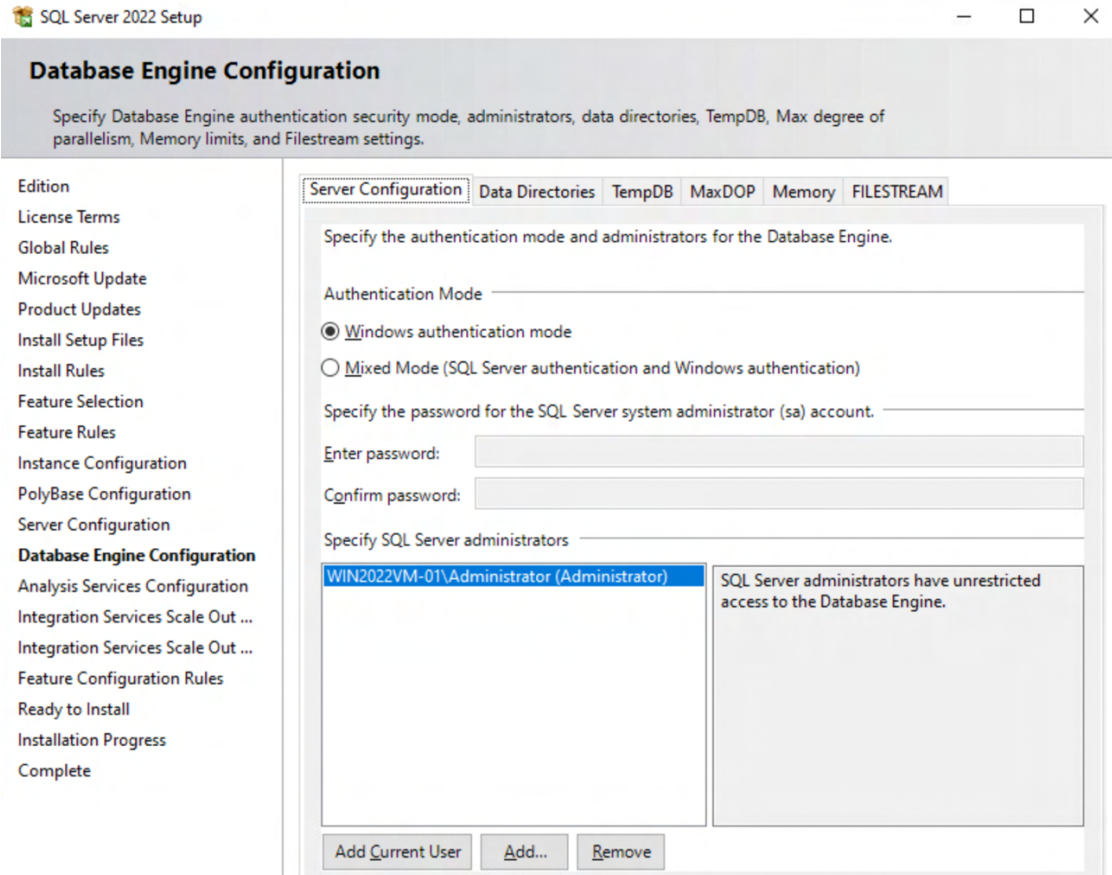 SQL Server 2022 Setup
Database Engine Configuration
Specify Database Engine authentication security mode, administrators, data directories, TempDB, Max degree of
parallelism, Memory limits, and Filestream settings.
Edition
License Terms
Global Rules
Microsoft Update
Product Updates
Install Setup Files
Install Rules
Feature Selection
Feature Rules
Instance Configuration
PolyBase Configuration
Server Configuration
Database Engine Configuration
Analysis Services Configuration
Integration Services Scale Out ...
Integration Services Scale Out ...
Feature Configuration Rules
Ready to Install
Installation Progress
Complete
Server Configuration Data Directories TempDB MaxDOP Memory FILESTREAM
Specify the authentication mode and administrators for the Database Engine.
Authentication Mode
Windows authentication mode
Mixed Mode (SQL Server authentication and Windows authentication)
Specify the password for the SQL Server system administrator (sa) account.
Enter password:
Confirm password:
Specify SQL Server administrators
WIN2022VM-01\Administrator (Administrator)
SQL Server administrators have unrestricted
access to the Database Engine.
Add Current User Add... Remove